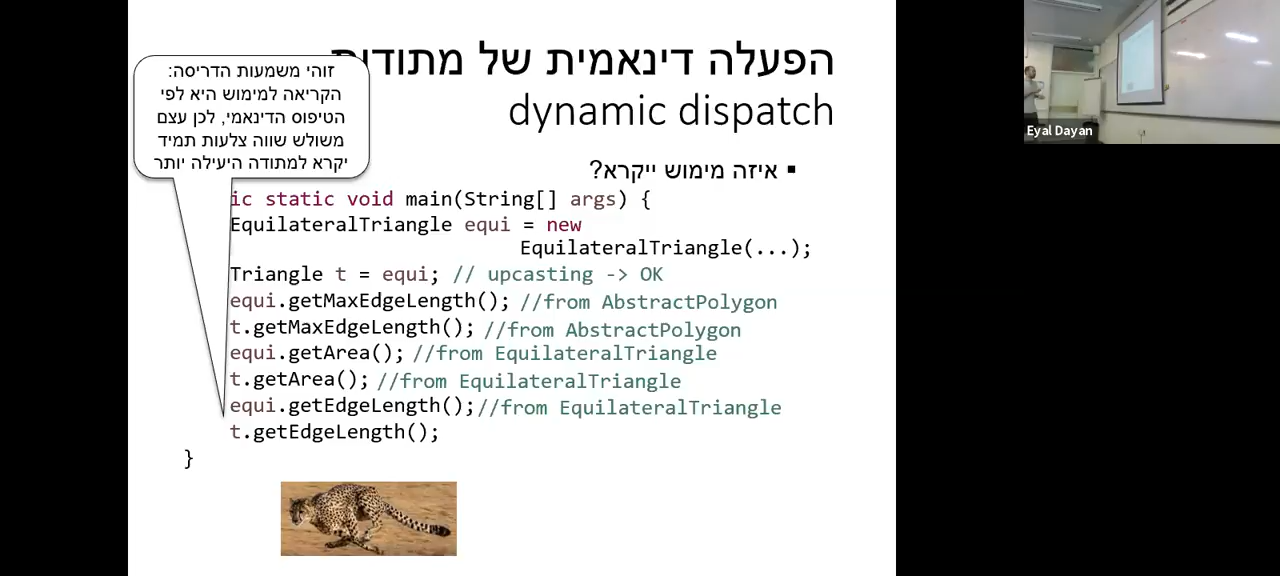 הפעלה דינאמית של מתודות
dynamic dispatch
זוהי משמעות הדריסה:
הקריאה למימוש היא לפי
הטיפוס הדינאמי, לכן עצם
משולש שווה צלעות תמיד
יקרא למתודה היעילה יותר
▪ איזה מימוש ייקרא?
ic static void main(String[] args) {
EquilateralTriangle equi = new
EquilateralTriangle(...);
Triangle t = equi; // upcasting -> OK
equi.getMaxEdgeLength(); //from AbstractPolygon
t.getMaxEdgeLength(); //from AbstractPolygon
equi.getArea(); //from EquilateralTriangle
t.getArea(); //from EquilateralTriangle
equi.getEdgeLength();//from EquilateralTriangle
t.getEdgeLength();
}
Eyal Dayan